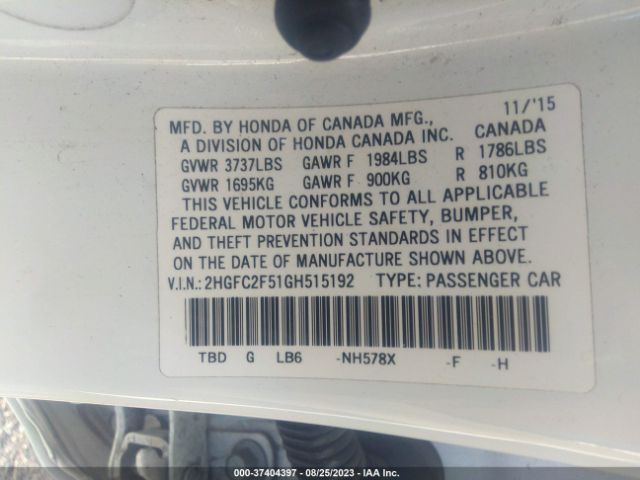 11/'15
MFD. BY HONDA OF CANADA MFG., CANADA
A DIVISION OF HONDA CANADA INC.
GVWR 3737LBS GAWR F 1984LBS R 1786LBS
GVWR 1695KG GAWR F 900KG R 810KG
THIS VEHICLE CONFORMS TO ALL APPLICABLE
FEDERAL MOTOR VEHICLE SAFETY, BUMPER,
AND THEFT PREVENTION STANDARDS IN EFFECT
ON THE DATE OF MANUFACTURE SHOWN ABOVE.
V.I.N.: 2HGFC2F51GH515192 TYPE: PASSENGER CAR
TBD G LB6 -NH578X -F -H
000-37404397 - 08/25/2023 - IAA Inc.